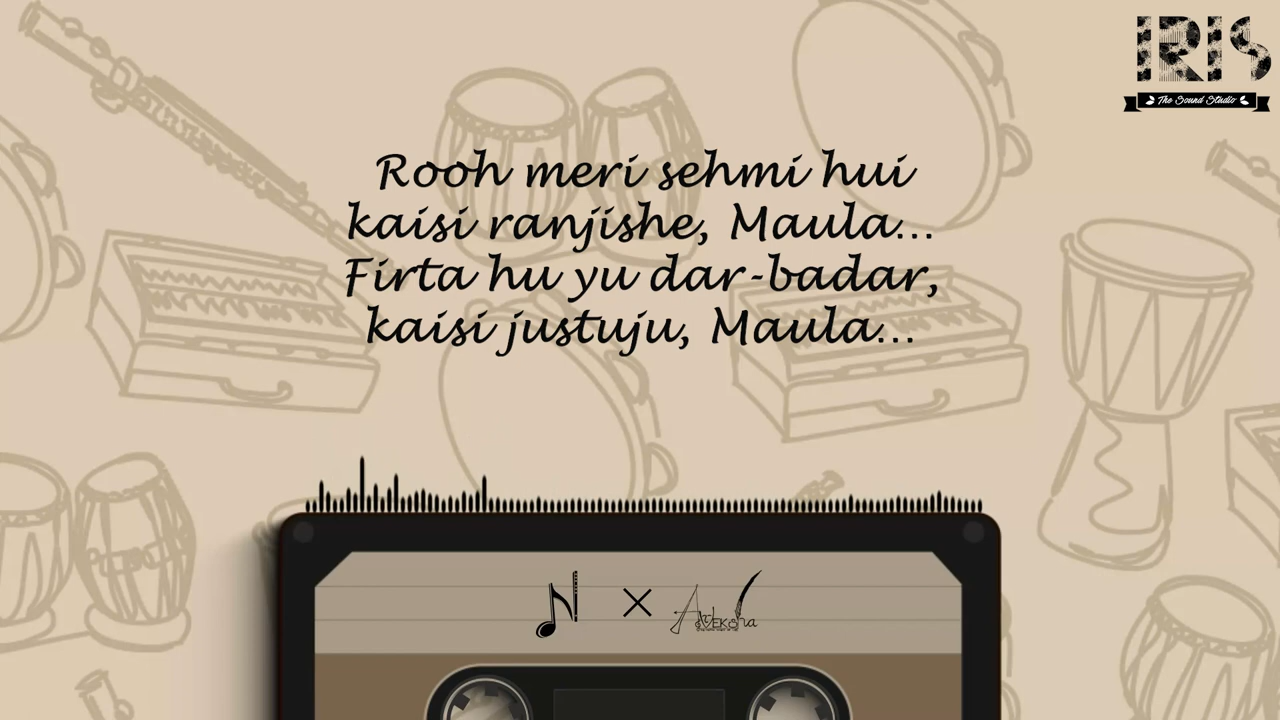 IRIS
The Sound Studio
Rooh meri sehmi hui
kaisi ranjishe, Maula...
Firta hu yu dar-badar,
kaisi justuju, Maula...